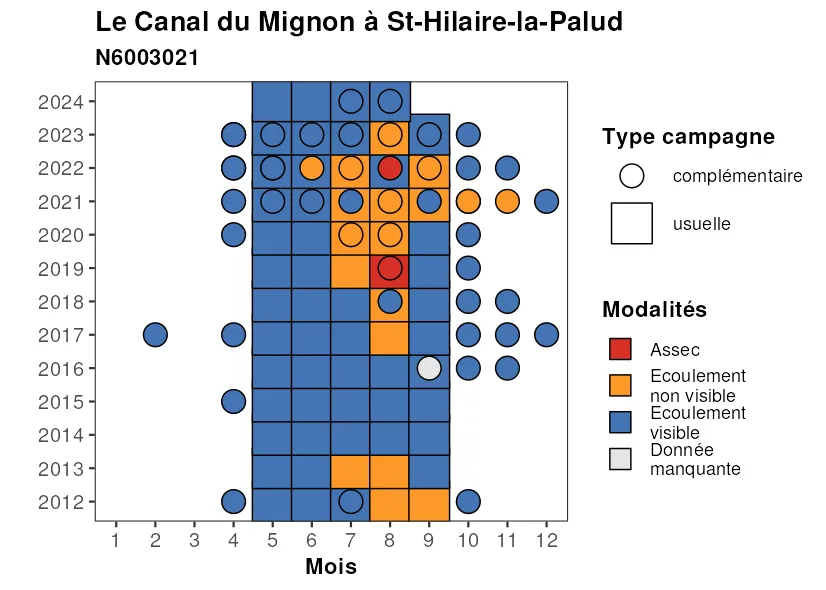 Le Canal du Mignon à St-Hilaire-la-Palud
N6003021
2024
2023
2022
2021
2020
2019
2018
2017
2016
2015
2014
2013
2012
1 2 3 4 5 6 7 8 9 10 11 12
Mois
Type campagne
complémentaire
usuelle
Modalités
Assec
Ecoulement
non visible
Ecoulement
visible
Donnée
manquante